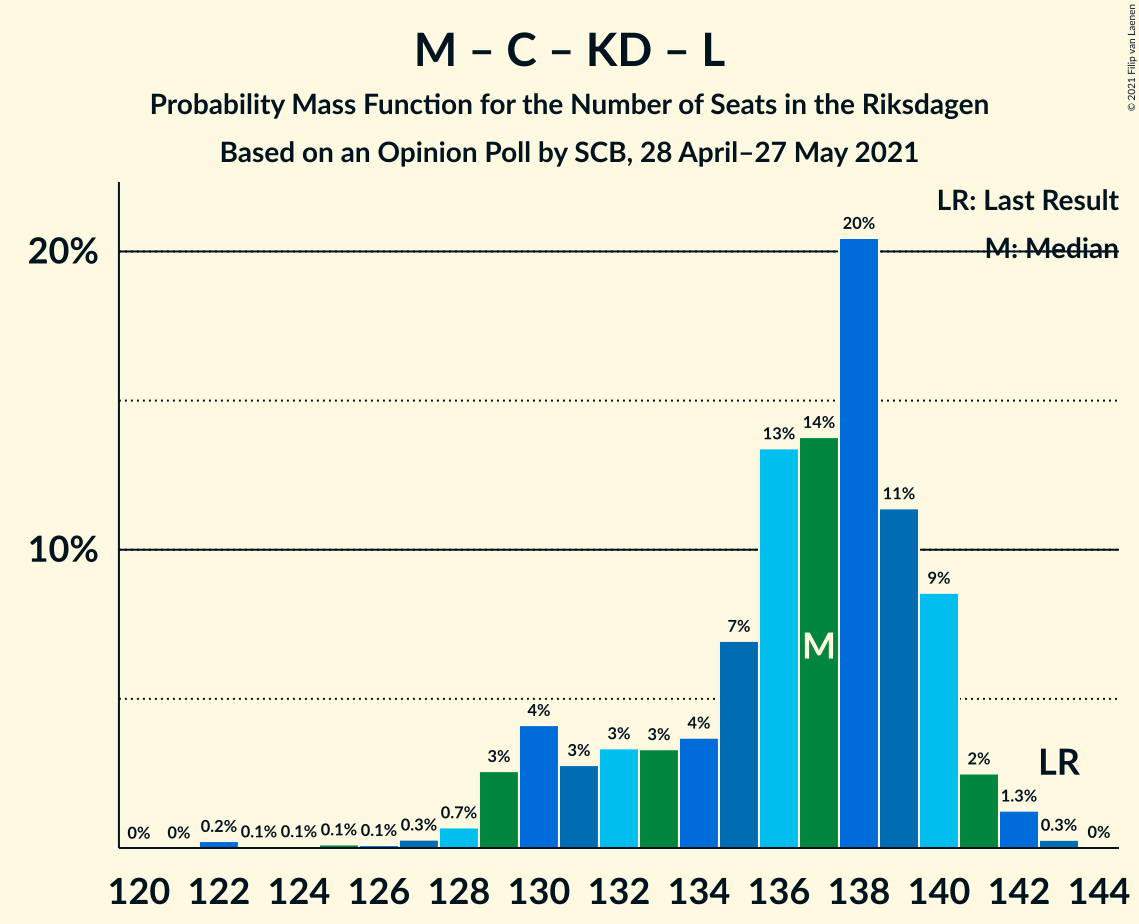 © 2021 Filip van Laenen
M – C – KD – L
Probability Mass Function for the Number of Seats in the Riksdagen
Based on an Opinion Poll by SCB, 28 April–27 May 2021
LR: Last Result
M: Median
20%
10%
0% 0% 0.2% 0.1% 0.1% 0.1% 0.1% 0.3% 0.7% 3% 4% 3% 3% 3% 4% 7% 13% 14% 20% 11% 9% 2% 1.3% 0.3% 0%
M
LR
120 122 124 126 128 130 132 134 136 138 140 142 144